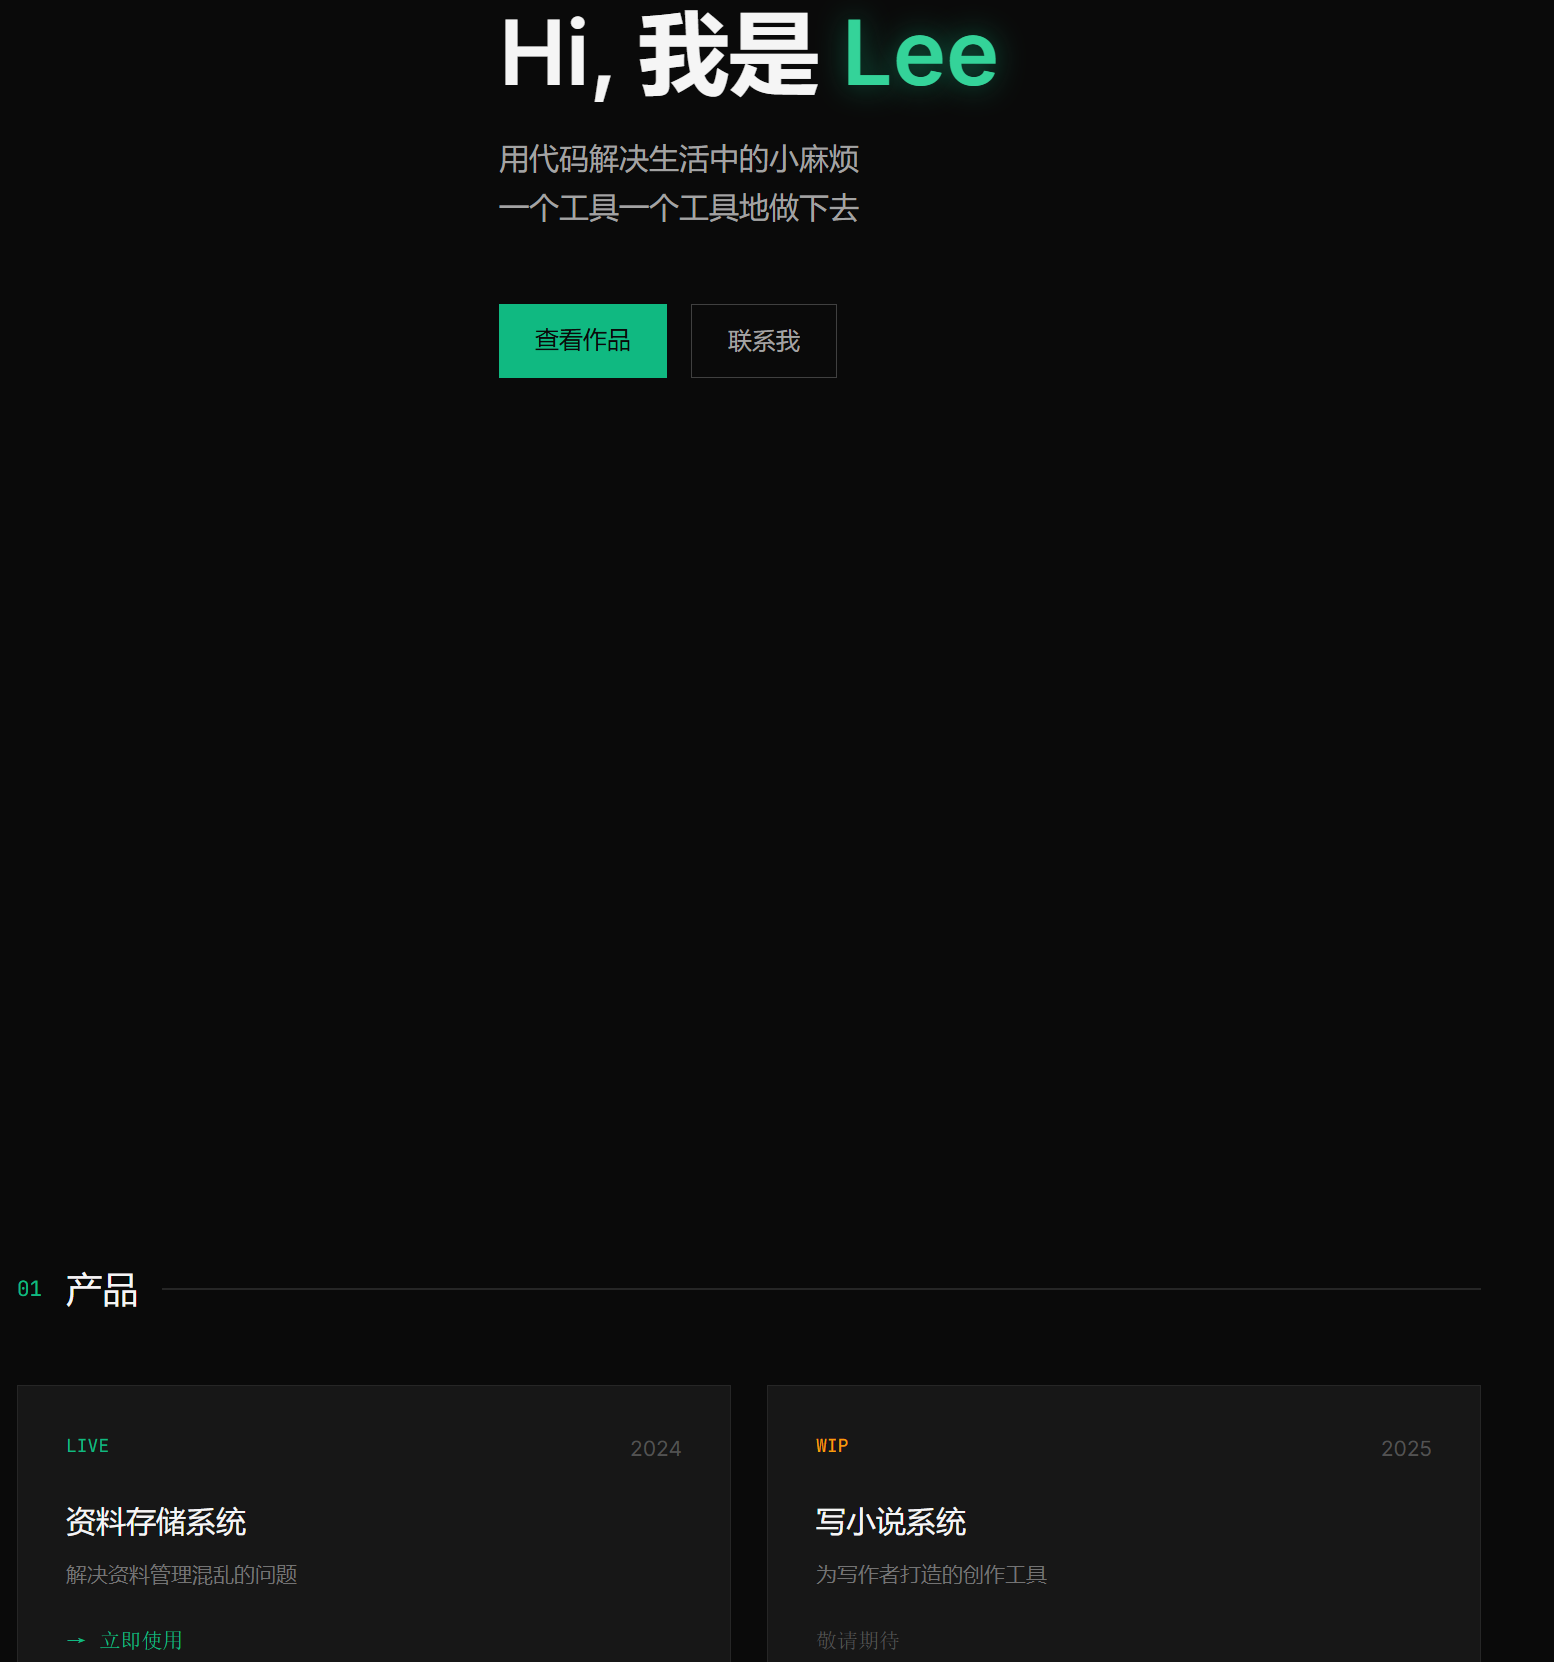 Hi, 我是 Lee
用代码解决生活中的小麻烦
一个工具一个工具地做下去
查看作品
联系我
01 产品
LIVE
2024
资料存储系统
解决资料管理混乱的问题
→ 立即使用
WIP
2025
写小说系统
为写作者打造的创作工具
敬请期待